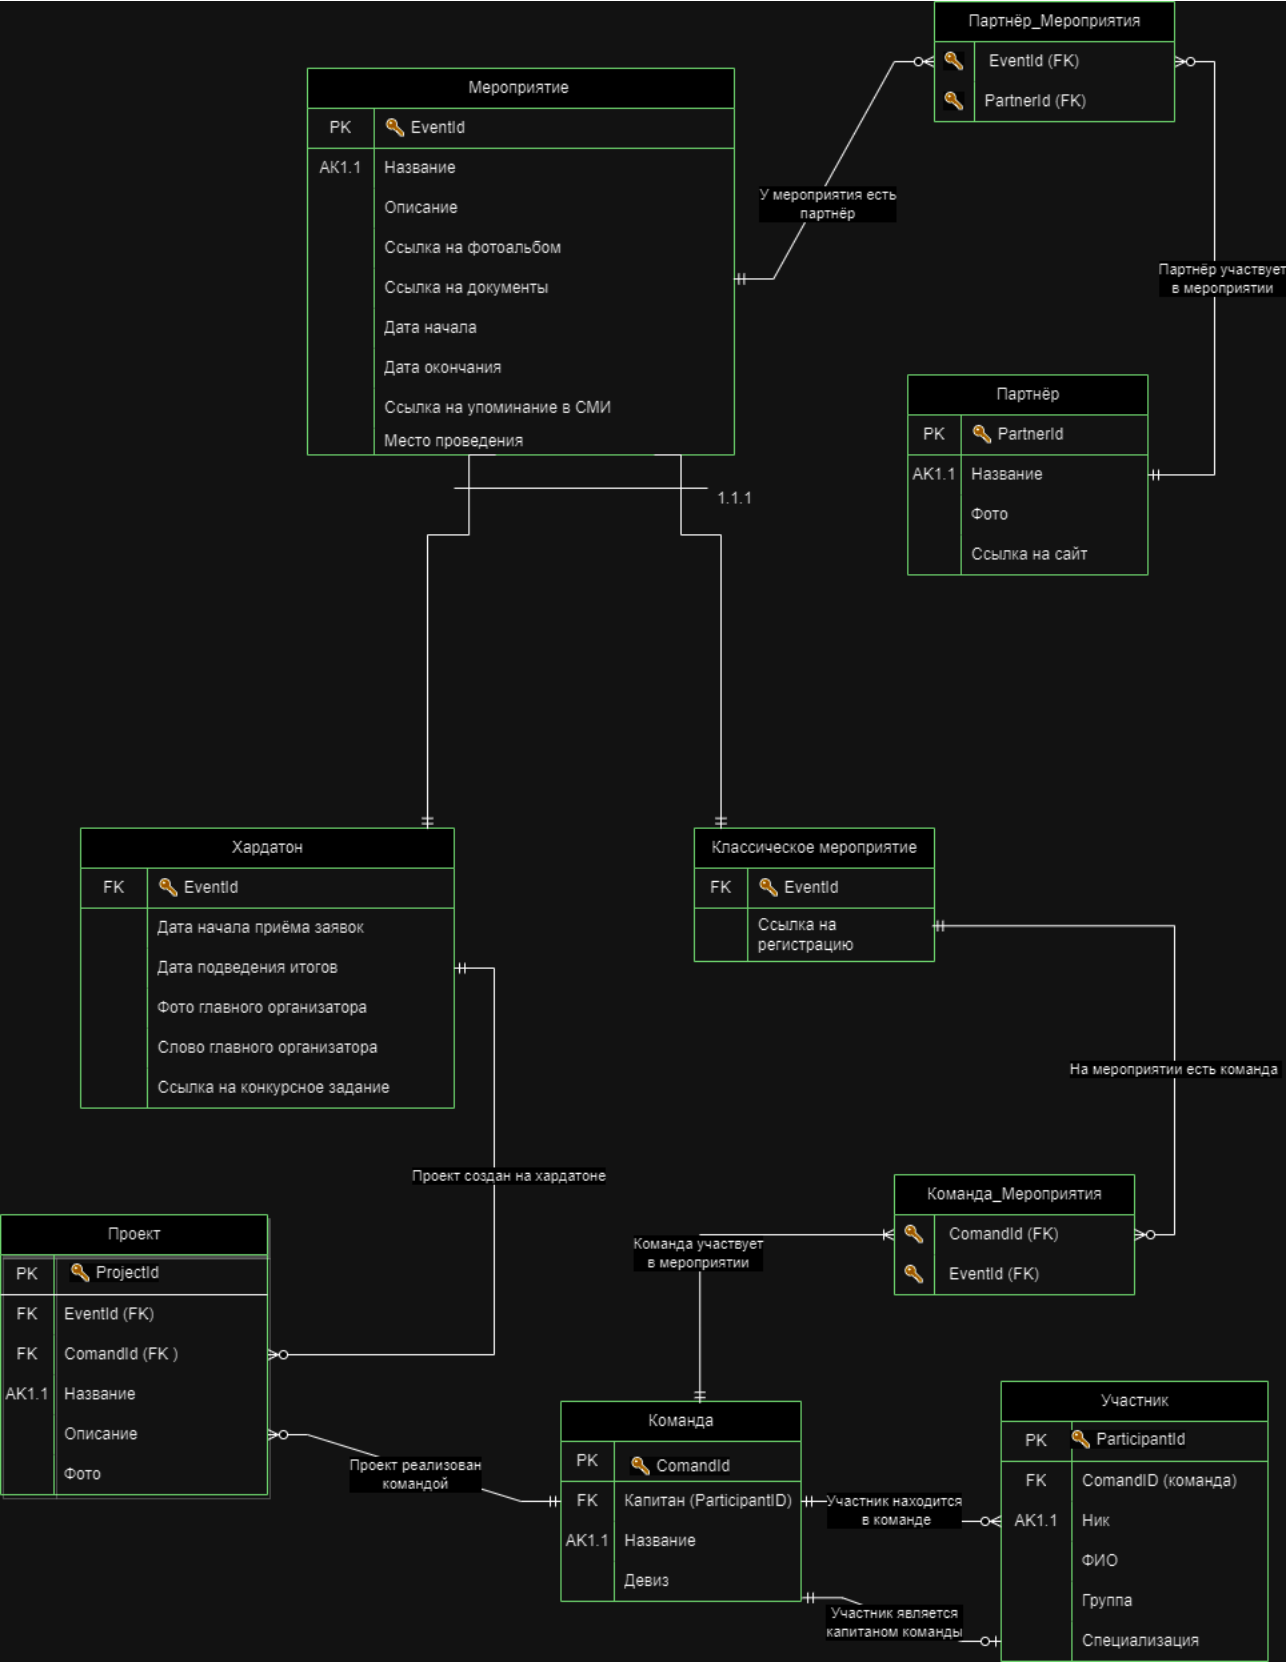 Партнёр_Мероприятия
EventId (FK)
PartnerId (FK)
Мероприятие
PK EventId
AK1.1 Название
Описание
Ссылка на фотоальбом
Ссылка на документы
Дата начала
Дата окончания
Ссылка на упоминание в СМИ
Место проведения
У мероприятия есть
партнёр
Партнёр участвует
в мероприятии
Партнёр
PK PartnerId
AK1.1 Название
Фото
Ссылка на сайт
1.1.1
Хардатон
FK EventId
Дата начала приёма заявок
Дата подведения итогов
Фото главного организатора
Слово главного организатора
Ссылка на конкурсное задание
Классическое мероприятие
FK EventId
Ссылка на
регистрацию
На мероприятии есть команда
Проект создан на хардатоне
Команда_Мероприятия
ComandId (FK)
EventId (FK)
Команда участвует
в мероприятии
Проект
PK ProjectId
FK EventId (FK)
FK ComandId (FK )
AK1.1 Название
Описание
Фото
Проект реализован
командой
Команда
PK ComandId
FK Капитан (ParticipantID)
AK1.1 Название
Девиз
Участник находится
в команде
Участник является
капитаном команды
Участник
PK ParticipantId
FK ComandID (команда)
AK1.1 Ник
ФИО
Группа
Специализация